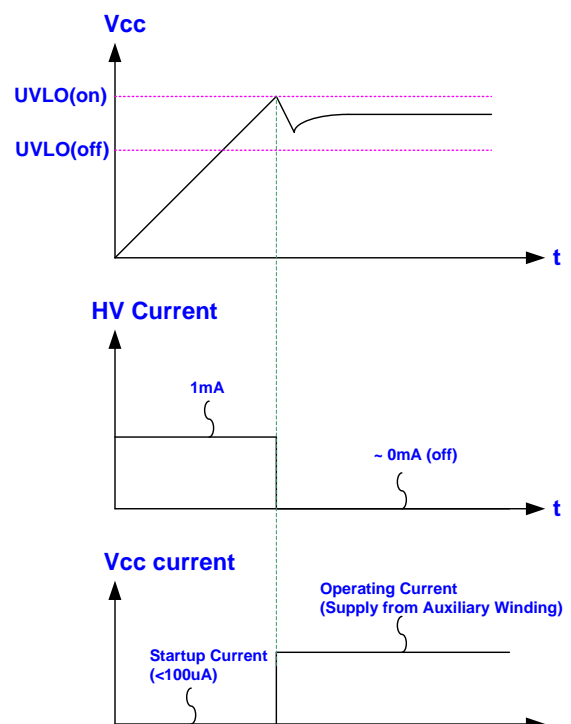 Vcc
UVLO(on)
UVLO(off)
t
HV Current
1mA
~ 0mA (off)
t
Vcc current
Operating Current
(Supply from Auxiliary Winding)
Startup Current
(<100uA)